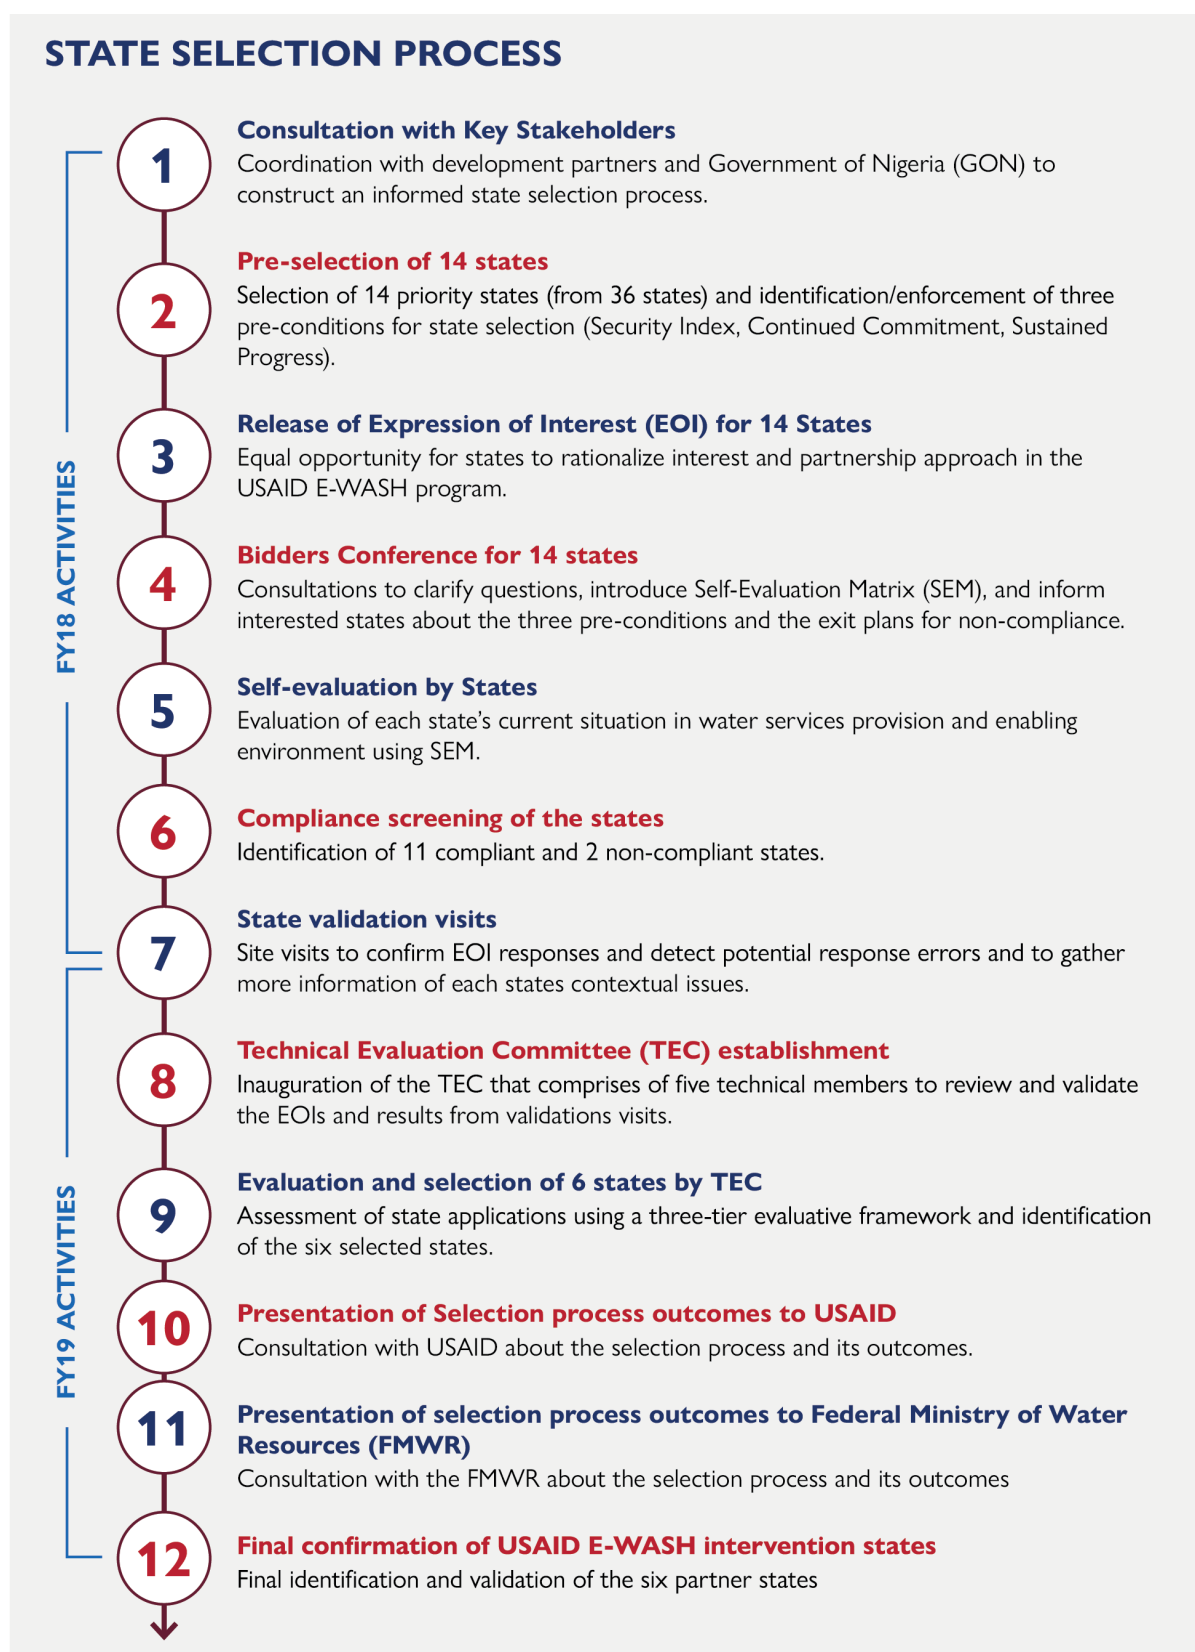 STATE SELECTION PROCESS
FY18 ACTIVITIES
1
Consultation with Key Stakeholders
Coordination with development partners and Government of Nigeria (GON) to
construct an informed state selection process.
2
Pre-selection of 14 states
Selection of 14 priority states (from 36 states) and identification/enforcement of three
pre-conditions for state selection (Security Index, Continued Commitment, Sustained
Progress).
3
Release of Expression of Interest (EOI) for 14 States
Equal opportunity for states to rationalize interest and partnership approach in the
USAID E-WASH program.
4
Bidders Conference for 14 states
Consultations to clarify questions, introduce Self-Evaluation Matrix (SEM), and inform
interested states about the three pre-conditions and the exit plans for non-compliance.
5
Self-evaluation by States
Evaluation of each state's current situation in water services provision and enabling
environment using SEM.
6
Compliance screening of the states
Identification of 11 compliant and 2 non-compliant states.
7
State validation visits
Site visits to confirm EOI responses and detect potential response errors and to gather
more information of each states contextual issues.
FY19 ACTIVITIES
8
Technical Evaluation Committee (TEC) establishment
Inauguration of the TEC that comprises of five technical members to review and validate
the EOIs and results from validations visits.
9
Evaluation and selection of 6 states by TEC
Assessment of state applications using a three-tier evaluative framework and identification
of the six selected states.
10
Presentation of Selection process outcomes to USAID
Consultation with USAID about the selection process and its outcomes.
11
Presentation of selection process outcomes to Federal Ministry of Water
Resources (FMWR)
Consultation with the FMWR about the selection process and its outcomes
12
Final confirmation of USAID E-WASH intervention states
Final identification and validation of the six partner states